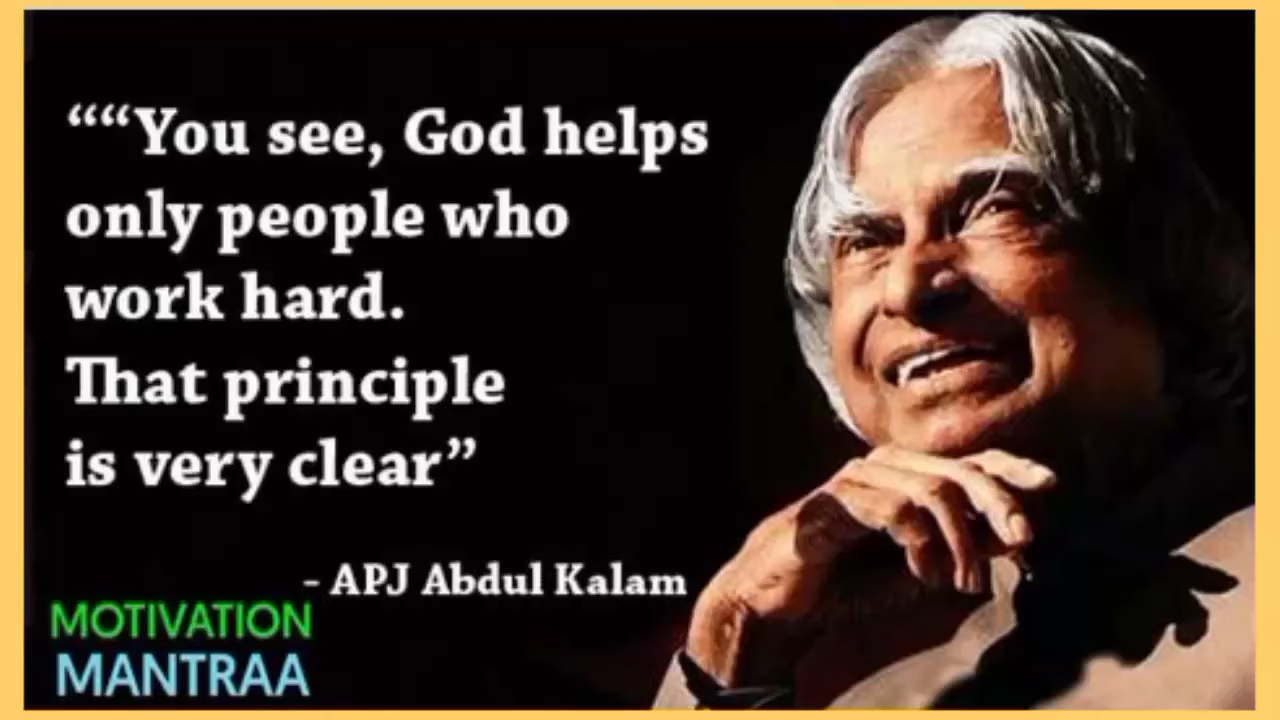 ““You see, God helps
only people who
work hard.
That principle
is very clear”
- APJ Abdul Kalam
MOTIVATION
MANTRAA